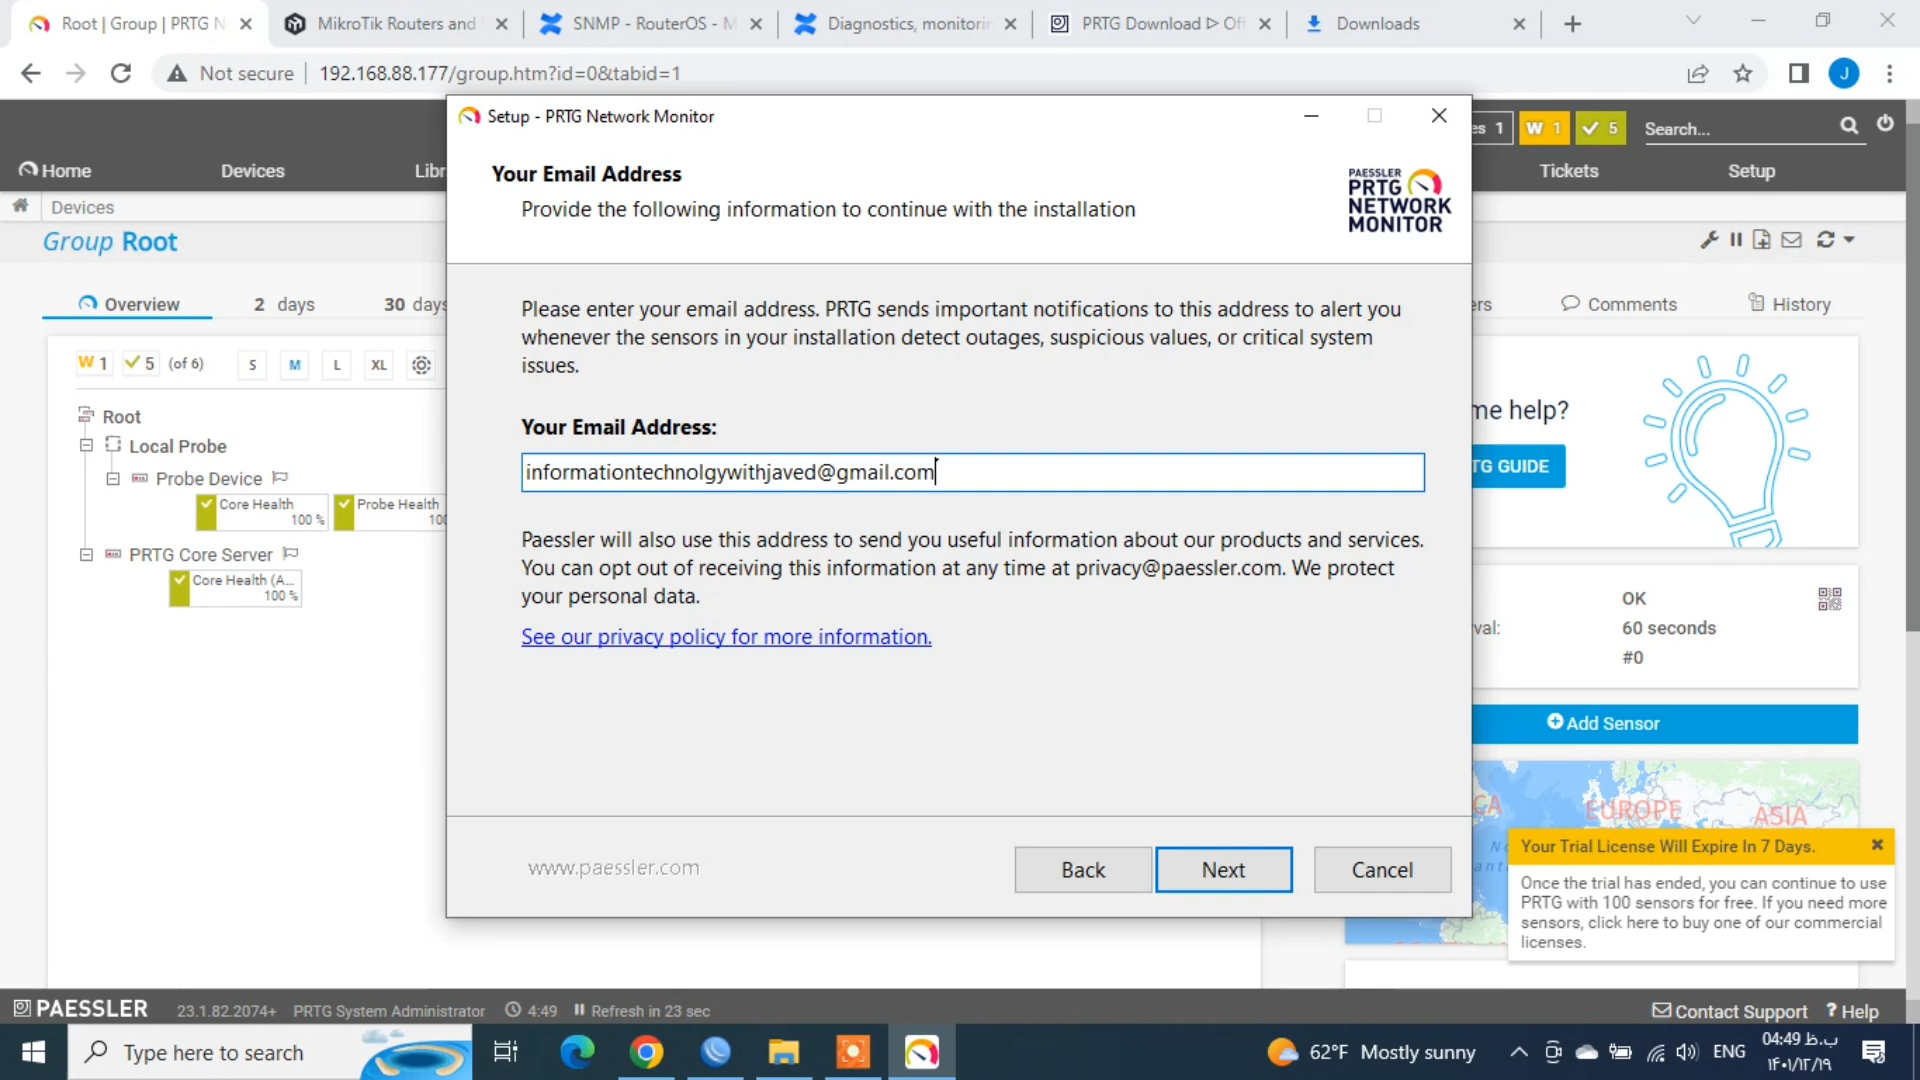 Root | Group | PRTG N
MikroTik Routers and
SNMP - RouterOS - M
Diagnostics, monitorin
PRTG Download ▷ Of
Downloads
Not secure
192.168.88.177/group.htm?id=0&tabid=1
J
Setup - PRTG Network Monitor
es 1
W 1
5
Search...
Home
Devices
Libr
Tickets
Setup
Devices
Group Root
Your Email Address
Provide the following information to continue with the installation
PAESSLER
PRTG
NETWORK
MONITOR
Overview
2 days
30 days
ers
Comments
History
W 1
5
(of 6)
S
M
L
XL
Please enter your email address. PRTG sends important notifications to this address to alert you
whenever the sensors in your installation detect outages, suspicious values, or critical system
issues.
Root
Local Probe
Probe Device
Core Health
100 %
Probe Health
100
PRTG Core Server
Core Health (A...
100 %
Your Email Address:
informationtechnolgywithjaved@gmail.com
Paessler will also use this address to send you useful information about our products and services.
You can opt out of receiving this information at any time at privacy@paessler.com. We protect
your personal data.
See our privacy policy for more information.
me help?
TG GUIDE
OK
val:
60 seconds
#0
Add Sensor
CA
EUROPE
ASIA
www.paessler.com
Back
Next
Cancel
Your Trial License Will Expire In 7 Days.
Once the trial has ended, you can continue to use
PRTG with 100 sensors for free. If you need more
sensors, click here to buy one of our commercial
licenses.
PAESSLER
23.1.82.2074+
PRTG System Administrator
4:49
Refresh in 23 sec
Contact Support
? Help
Type here to search
62°F Mostly sunny
ENG
04:49 ب.ظ
۱۴۰۱/۱۲/۱۹